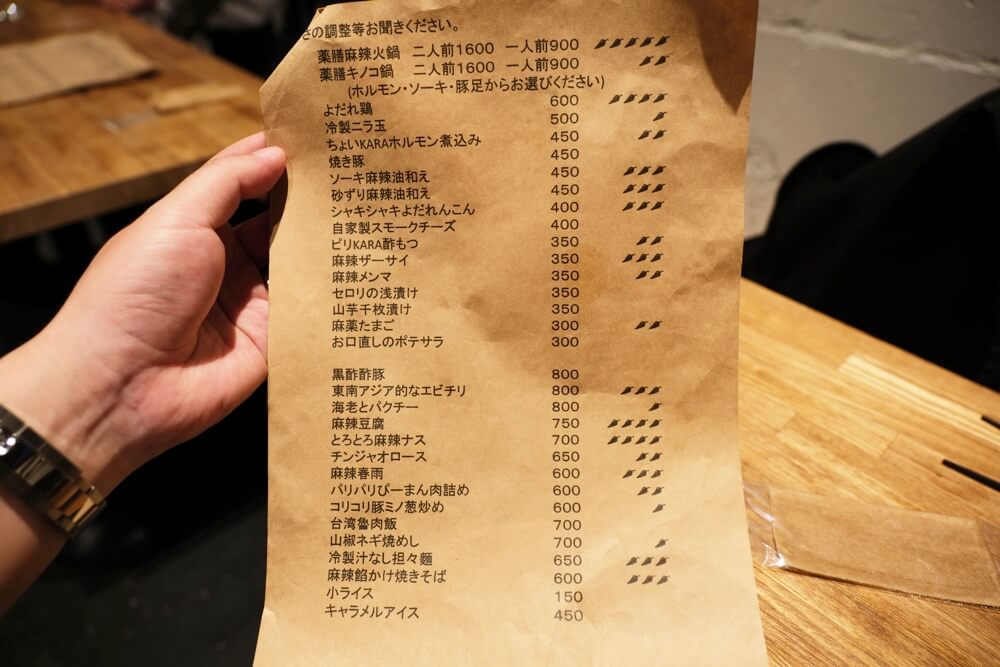 さの調整等お聞きください。
薬膳麻辣火鍋 二人前1600 一人前900
薬膳キノコ鍋 二人前1600 一人前900
(ホルモン・ソーキ・豚足からお選びください)
よだれ鶏 600
冷製ニラ玉 500
ちょいKARAホルモン煮込み 450
焼き豚 450
ソーキ麻辣油和え 450
砂ずり麻辣油和え 450
シャキシャキよだれんこん 400
自家製スモークチーズ 400
ピリKARA酢もつ 350
麻辣ザーサイ 350
麻辣メンマ 350
セロリの浅漬け 350
山芋千枚漬け 350
麻薬たまご 300
お口直しのポテサラ 300
黒酢酢豚 800
東南アジア的なエビチリ 800
海老とパクチー 800
麻辣豆腐 750
とろとろ麻辣ナス 700
チンジャオロース 650
麻辣春雨 600
パリパリぴーまん肉詰め 600
コリコリ豚ミノ葱炒め 600
台湾魯肉飯 700
山椒ネギ焼めし 700
冷製汁なし担々麺 650
麻辣餡かけ焼きそば 600
小ライス 150
キャラメルアイス 450